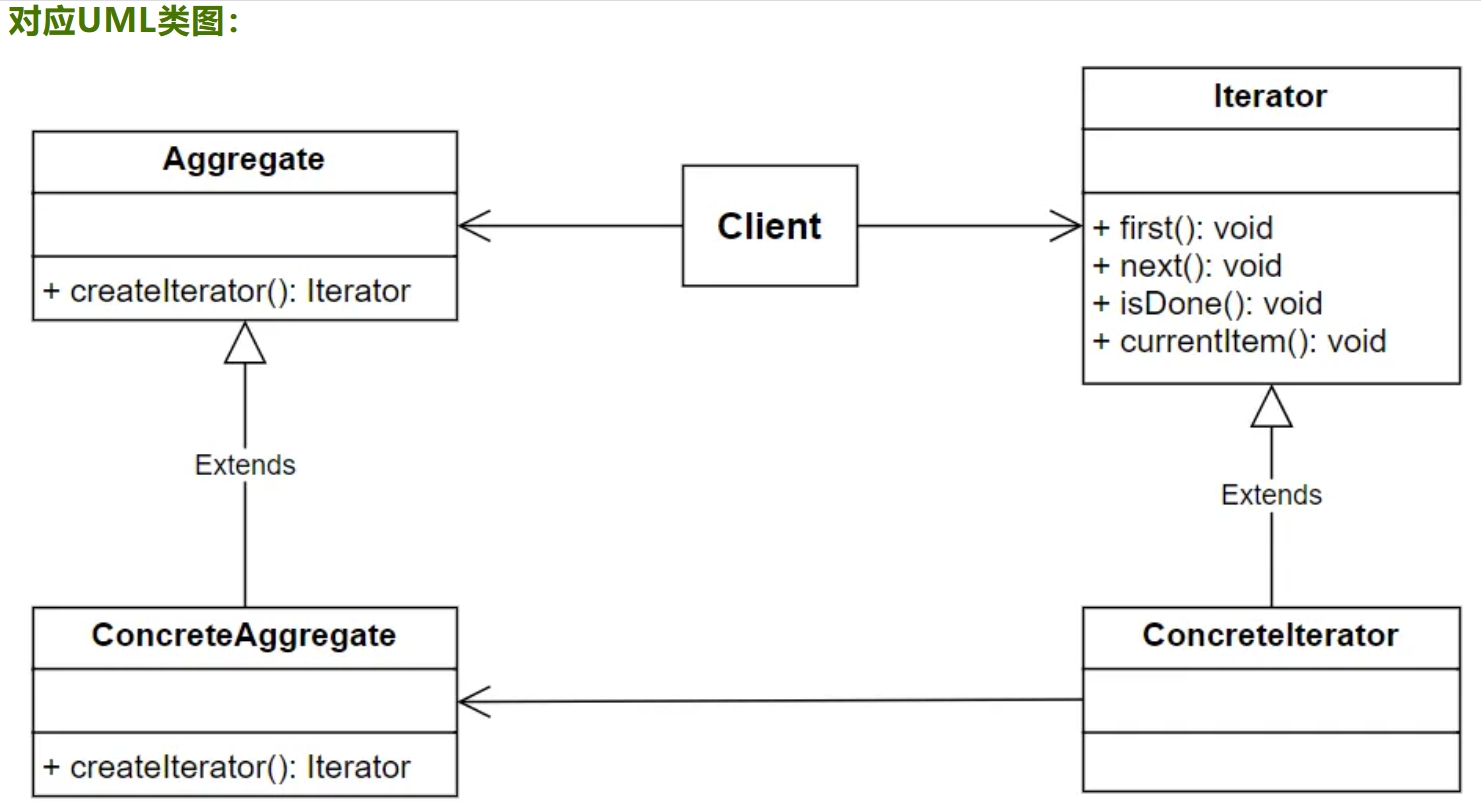 对应UML类图：
Aggregate
+ createIterator(): Iterator
Client
Iterator
+ first(): void
+ next(): void
+ isDone(): void
+ currentItem(): void
Extends
Extends
ConcreteAggregate
+ createIterator(): Iterator
ConcreteIterator